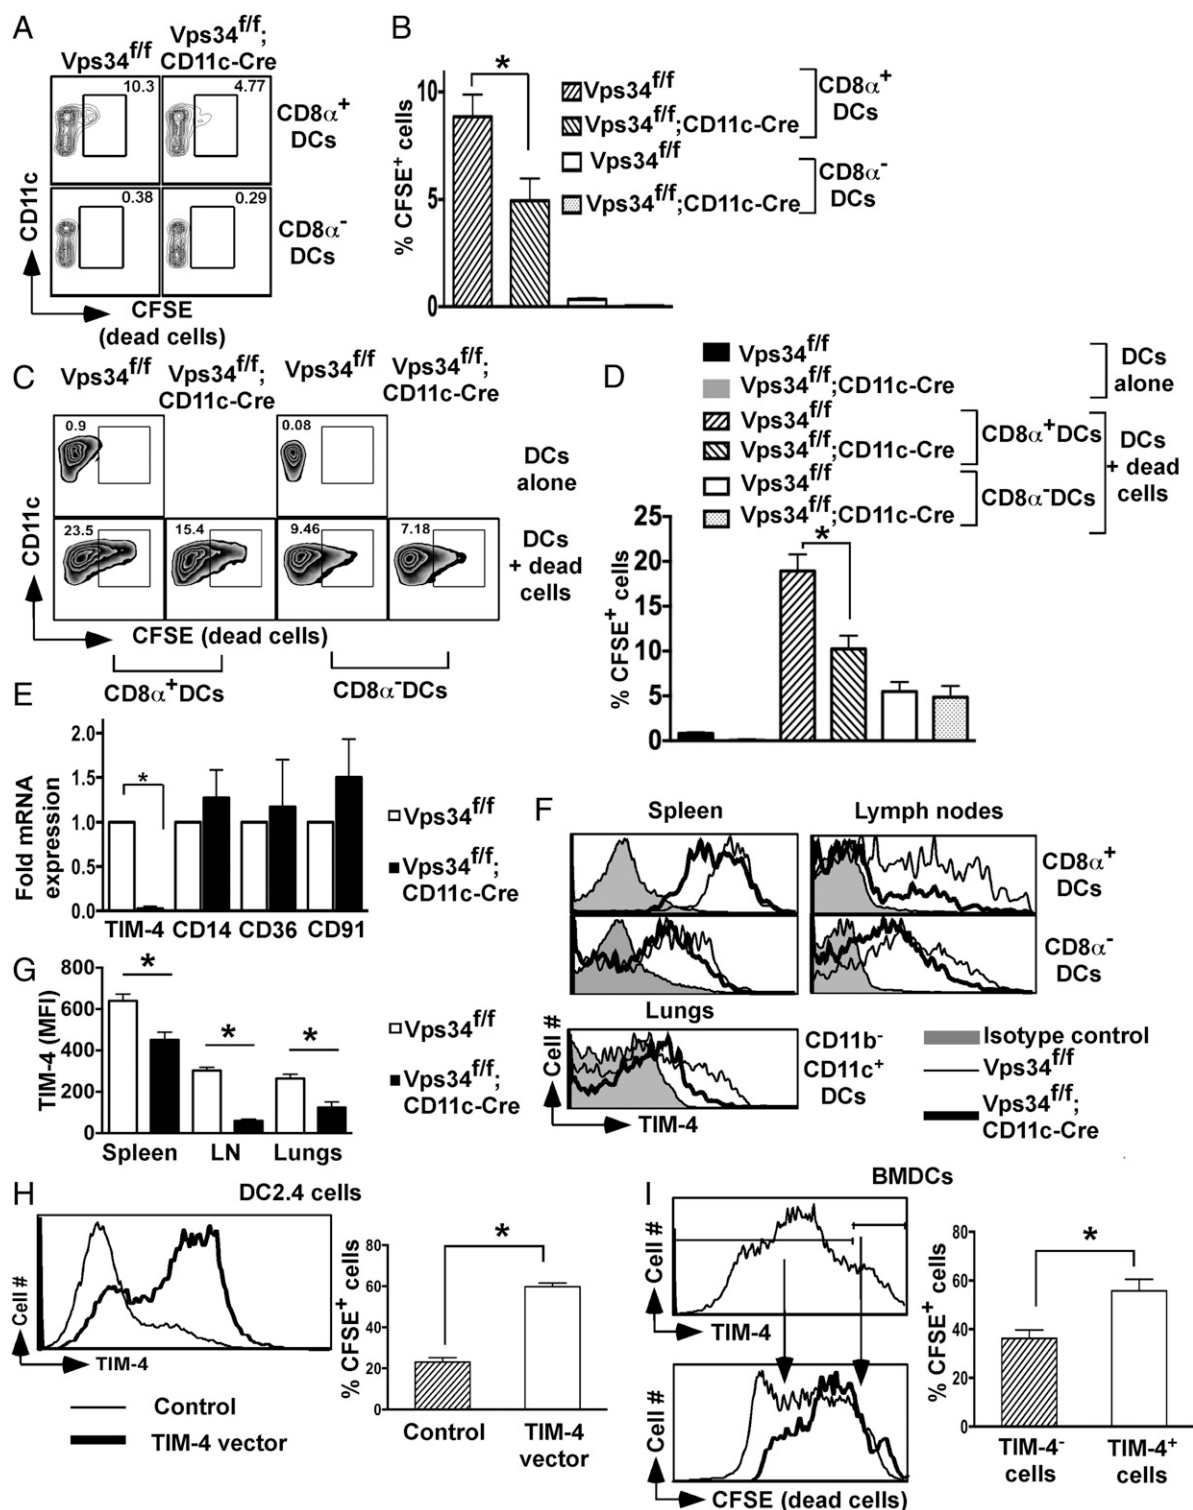 A
Vps34f/f
Vps34f/f;
CD11c-Cre
10.3
4.77
CD8α+
DCs
0.38
0.29
CD8α-
DCs
CD11c
CFSE
(dead cells)
B
% CFSE+ cells
10
5
0
*
Vps34f/f
Vps34f/f;CD11c-Cre
CD8α+
DCs
Vps34f/f
Vps34f/f;CD11c-Cre
CD8α-
DCs
C
Vps34f/f
Vps34f/f;
CD11c-Cre
Vps34f/f
Vps34f/f;
CD11c-Cre
0.9
0.08
DCs
alone
23.5
15.4
9.46
7.18
DCs
+ dead
cells
CD11c
CFSE (dead cells)
CD8α+DCs
CD8α-DCs
D
Vps34f/f
Vps34f/f;CD11c-Cre
DCs
alone
Vps34f/f
Vps34f/f;CD11c-Cre
CD8α+DCs
Vps34f/f
Vps34f/f;CD11c-Cre
CD8α-DCs
DCs
+ dead
cells
% CFSE+ cells
25
20
15
10
5
0
*
E
Fold mRNA
expression
2.0
1.5
1.0
0.5
0.0
*
TIM-4 CD14 CD36 CD91
Vps34f/f
Vps34f/f;
CD11c-Cre
F
Spleen
Lymph nodes
CD8α+
DCs
CD8α-
DCs
Lungs
CD11b-
CD11c+
DCs
Cell #
TIM-4
Isotype control
Vps34f/f
Vps34f/f;
CD11c-Cre
G
TIM-4 (MFI)
800
600
400
200
0
*
*
*
Spleen LN Lungs
Vps34f/f
Vps34f/f;
CD11c-Cre
H
DC2.4 cells
Cell #
TIM-4
Control
TIM-4 vector
% CFSE+ cells
80
60
40
20
0
*
Control
TIM-4
vector
I
BMDCs
Cell #
TIM-4
Cell #
CFSE (dead cells)
% CFSE+ cells
80
60
40
20
0
*
TIM-4-
cells
TIM-4+
cells